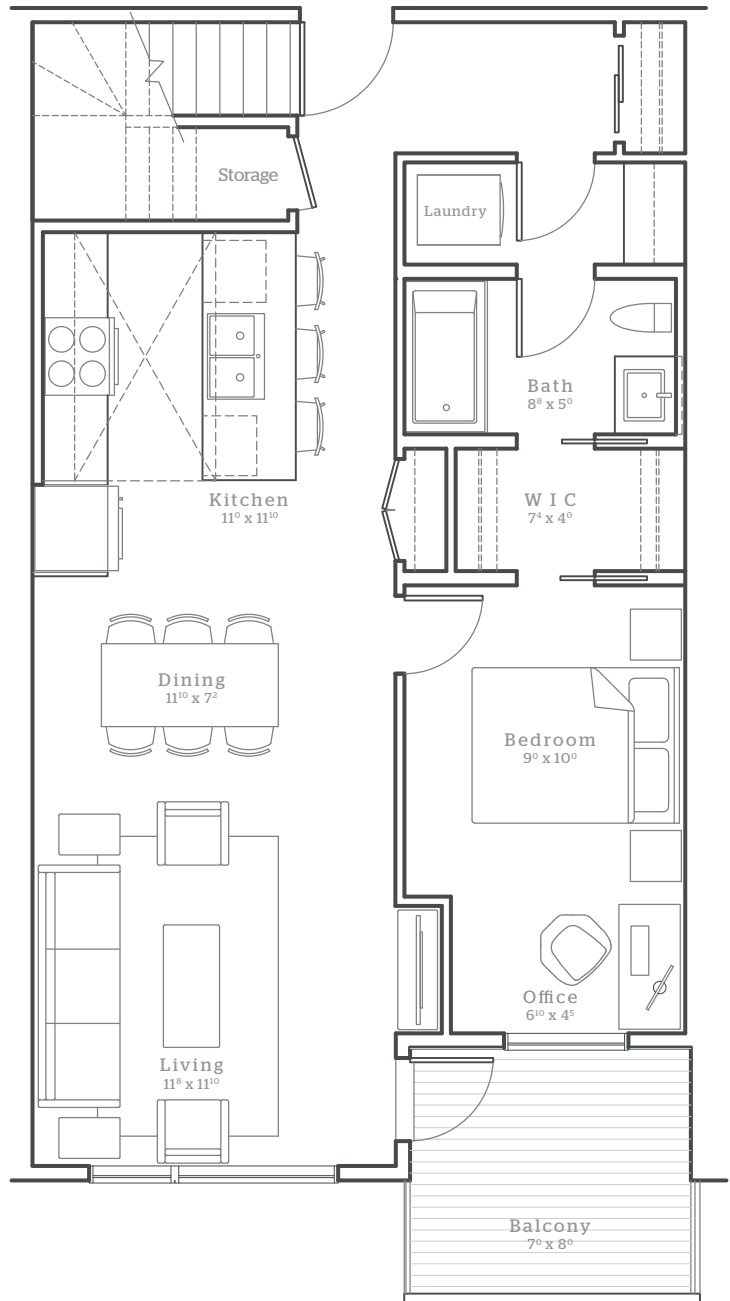 Storage
Laundry
Bath
8⁸ x 5⁰
Kitchen
11⁰ x 11¹⁰
W I C
7⁴ x 4⁰
Dining
11¹⁰ x 7²
Bedroom
9⁰ x 10⁰
Office
6¹⁰ x 4⁵
Living
11⁸ x 11¹⁰
Balcony
7⁰ x 8⁰